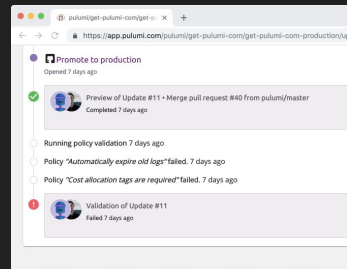 pulumi/get-pulumi-com/get-pu
https://app.pulumi.com/pulumi/get-pulumi-com/get-pulumi-com-production/up
Promote to production
Opened 7 days ago
Preview of Update #11 • Merge pull request #40 from pulumi/master
Completed 7 days ago
Running policy validation 7 days ago
Policy "Automatically expire old logs" failed. 7 days ago
Policy "Cost allocation tags are required" failed. 7 days ago
Validation of Update #11
Failed 7 days ago